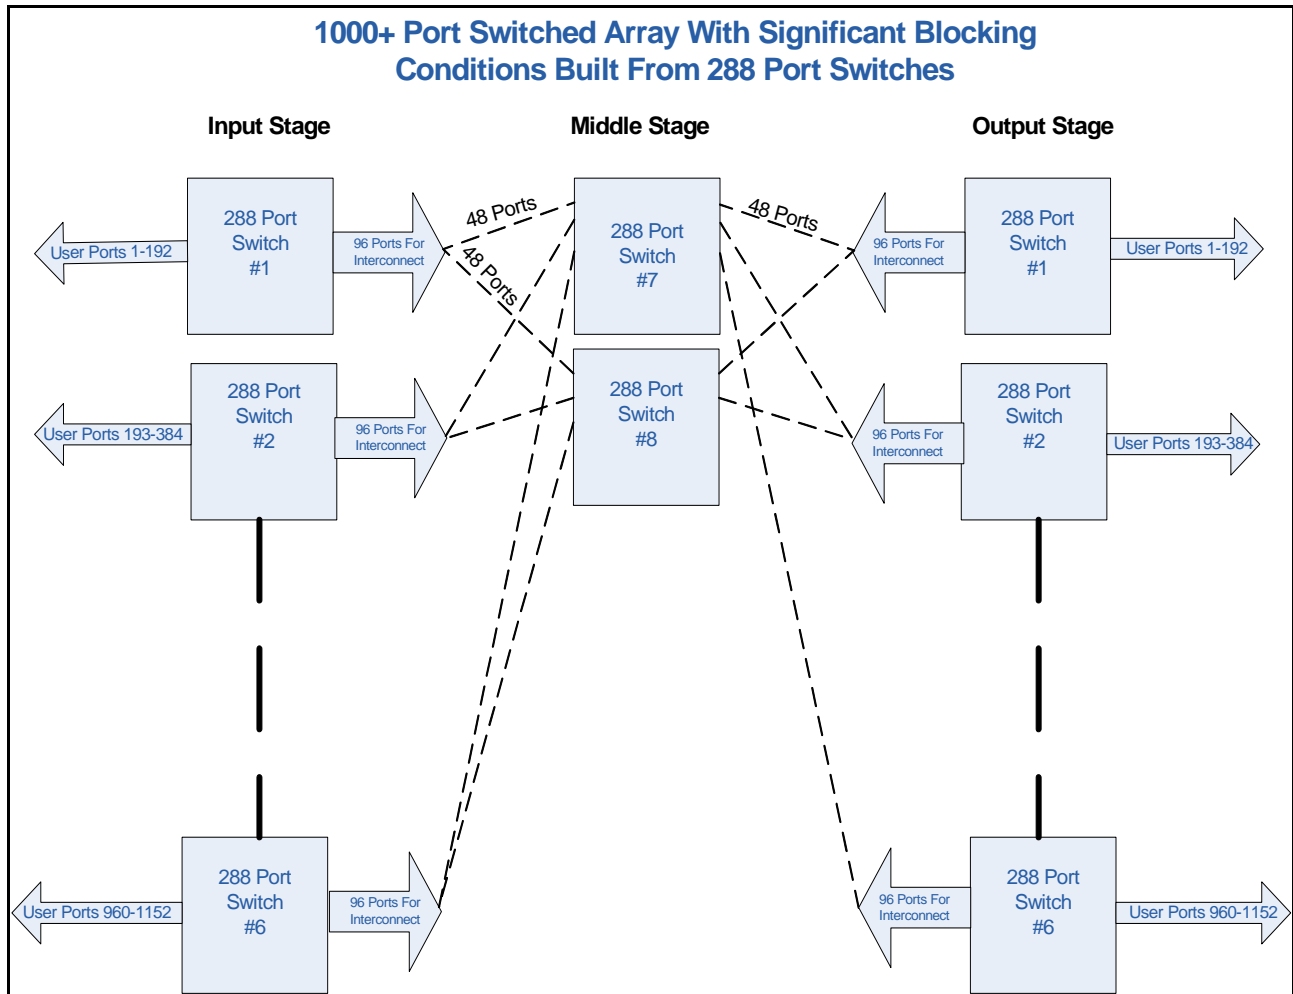 1000+ Port Switched Array With Significant Blocking
Conditions Built From 288 Port Switches
Input Stage
Middle Stage
Output Stage
288 Port
Switch
#1
User Ports 1-192
96 Ports For
Interconnect
48 Ports
48 Ports
288 Port
Switch
#7
48 Ports
96 Ports For
Interconnect
288 Port
Switch
#1
User Ports 1-192
288 Port
Switch
#2
User Ports 193-384
96 Ports For
Interconnect
288 Port
Switch
#8
96 Ports For
Interconnect
288 Port
Switch
#2
User Ports 193-384
288 Port
Switch
#6
User Ports 960-1152
96 Ports For
Interconnect
96 Ports For
Interconnect
288 Port
Switch
#6
User Ports 960-1152